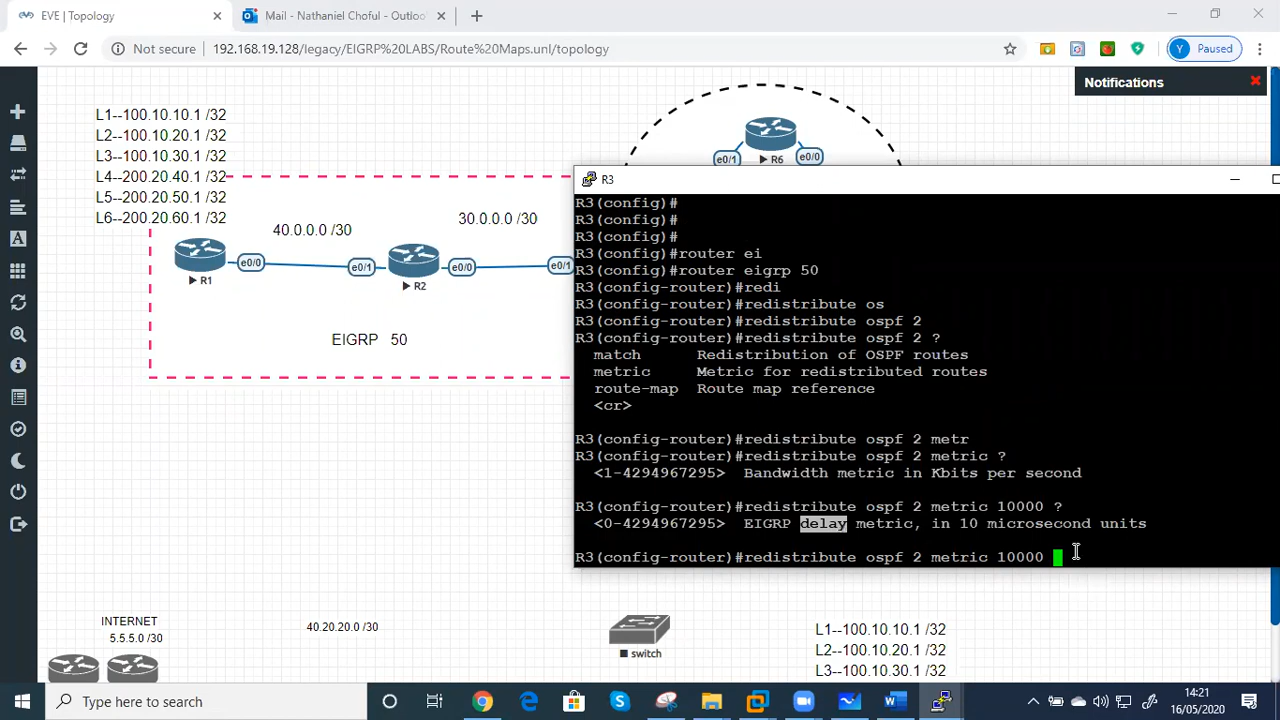 EVE | Topology
Mail - Nathaniel Choful - Outloo
Not secure
192.168.19.128/legacy/EIGRP%20LABS/Route%20Maps.unl/topology
Y
Paused
Notifications
L1--100.10.10.1 /32
L2--100.10.20.1 /32
L3--100.10.30.1 /32
L4--200.20.40.1 /32
L5--200.20.50.1 /32
L6--200.20.60.1 /32
40.0.0.0 /30
30.0.0.0 /30
e0/0
R1
e0/1
R2
e0/0
e0/1
EIGRP 50
e0/1
R6
e0/0
R3
R3(config)#
R3(config)#
R3(config)#
R3(config)#router ei
R3(config)#router eigrp 50
R3(config-router)#redi
R3(config-router)#redistribute os
R3(config-router)#redistribute ospf 2
R3(config-router)#redistribute ospf 2 ?
match Redistribution of OSPF routes
metric Metric for redistributed routes
route-map Route map reference
<cr>
R3(config-router)#redistribute ospf 2 metr
R3(config-router)#redistribute ospf 2 metric ?
<1-4294967295> Bandwidth metric in Kbits per second
R3(config-router)#redistribute ospf 2 metric 10000 ?
<0-4294967295> EIGRP delay metric, in 10 microsecond units
R3(config-router)#redistribute ospf 2 metric 10000
INTERNET
5.5.5.0 /30
40.20.20.0 /30
switch
L1--100.10.10.1 /32
L2--100.10.20.1 /32
L3--100.10.30.1 /32
Type here to search
14:21
16/05/2020